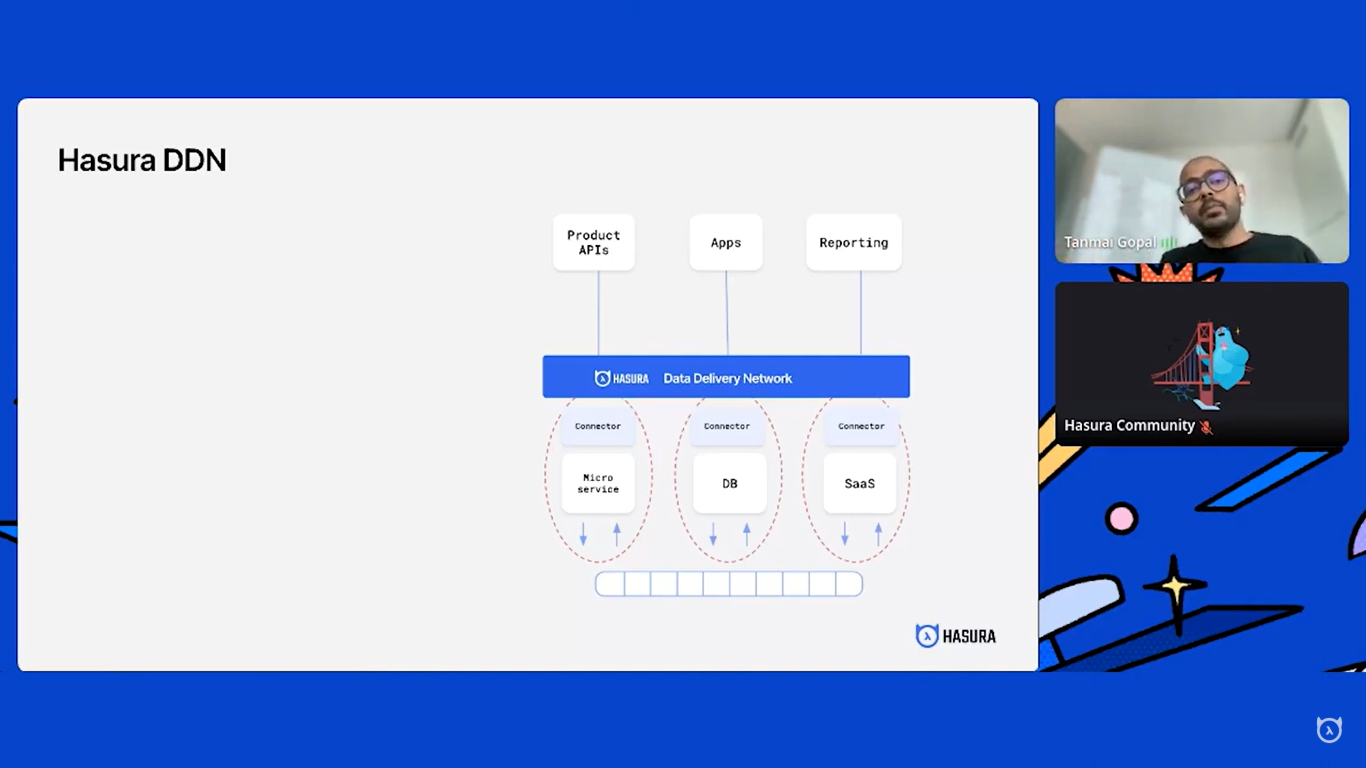 Hasura DDN
Product
APIs
Apps
Reporting
HASURA Data Delivery Network
Connector
Connector
Connector
Micro
service
DB
SaaS
HASURA
Tanmai Gopal
Hasura Community